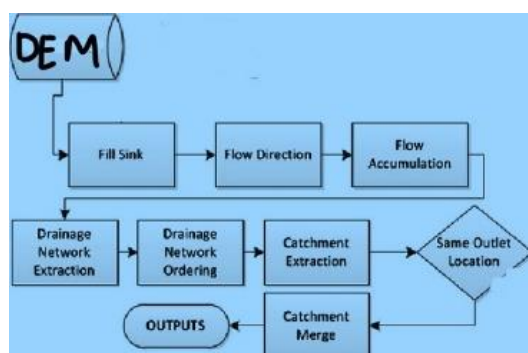 DEM
Fill Sink
Flow Direction
Flow
Accumulation
Drainage
Network
Extraction
Drainage
Network
Ordering
Catchment
Extraction
Same Outlet
Location
Catchment
Merge
OUTPUTS